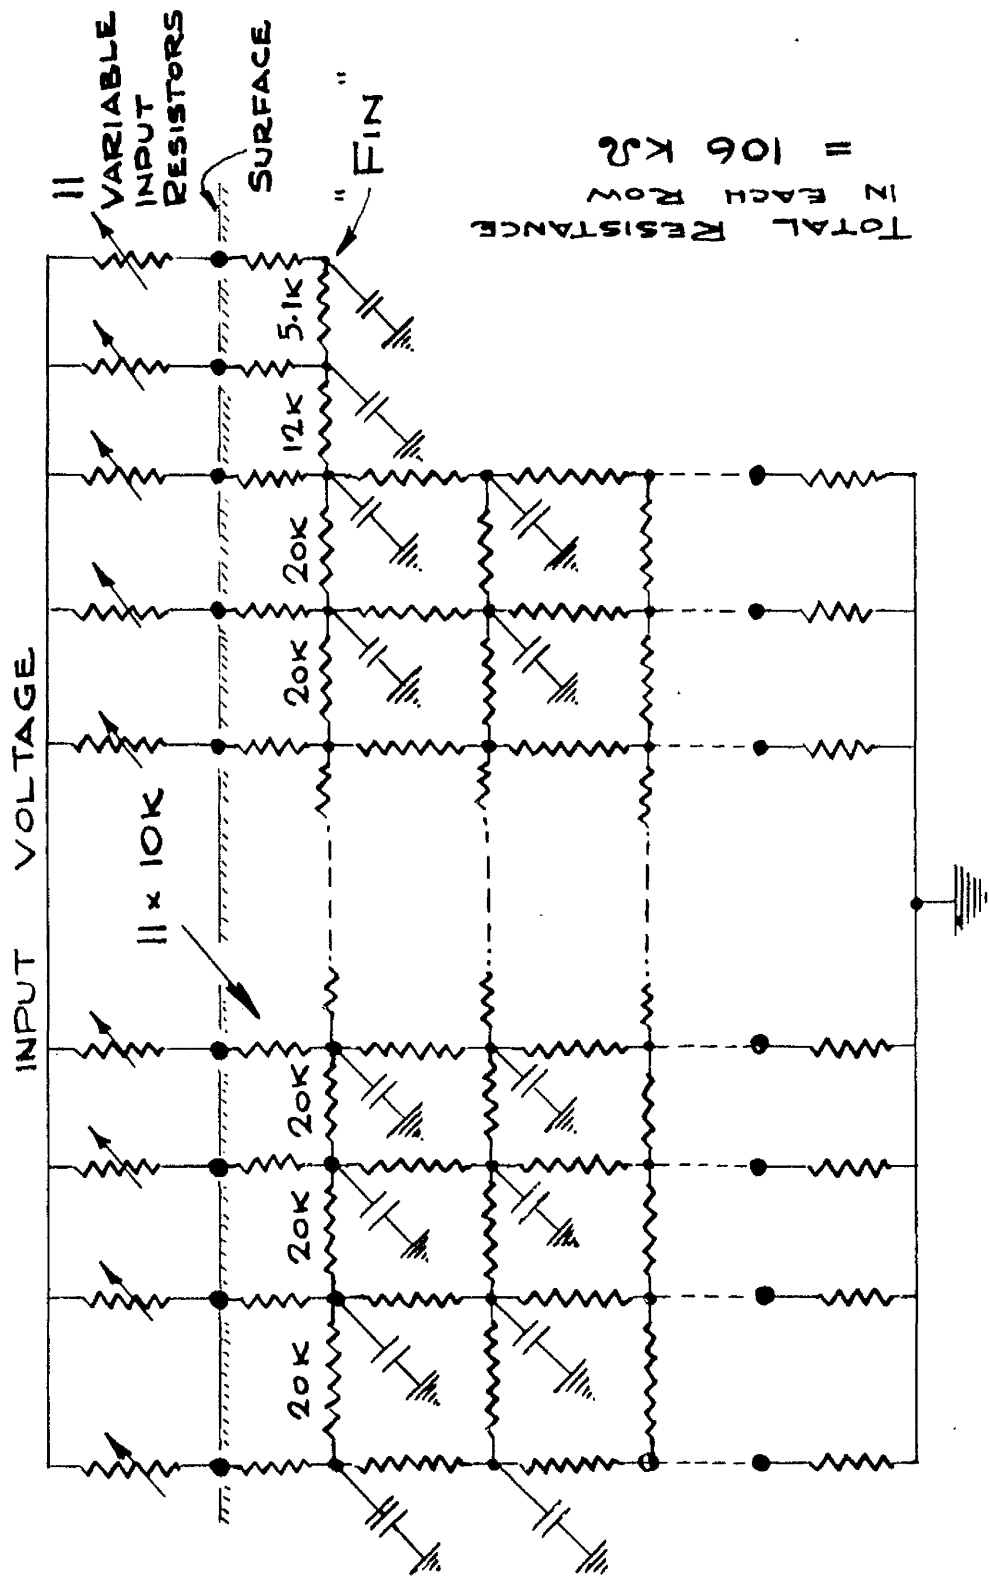 INPUT VOLTAGE
11 VARIABLE
INPUT
RESISTORS
SURFACE
11 x 10K
20K
20K
20K
20K
20K
12K
5.1K
"FIN"
TOTAL RESISTANCE
IN EACH ROW
= 106 KΩ